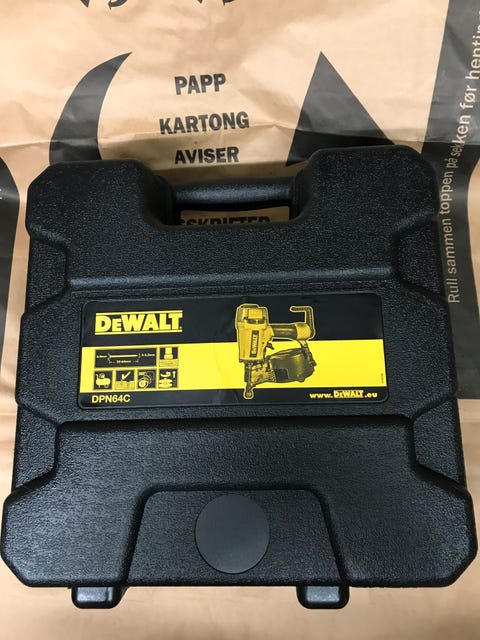 PAPP
KARTONG
AVISER
Rull sammen toppen på sekken før henting
DEWALT
DPN64C
www.DEWALT.eu